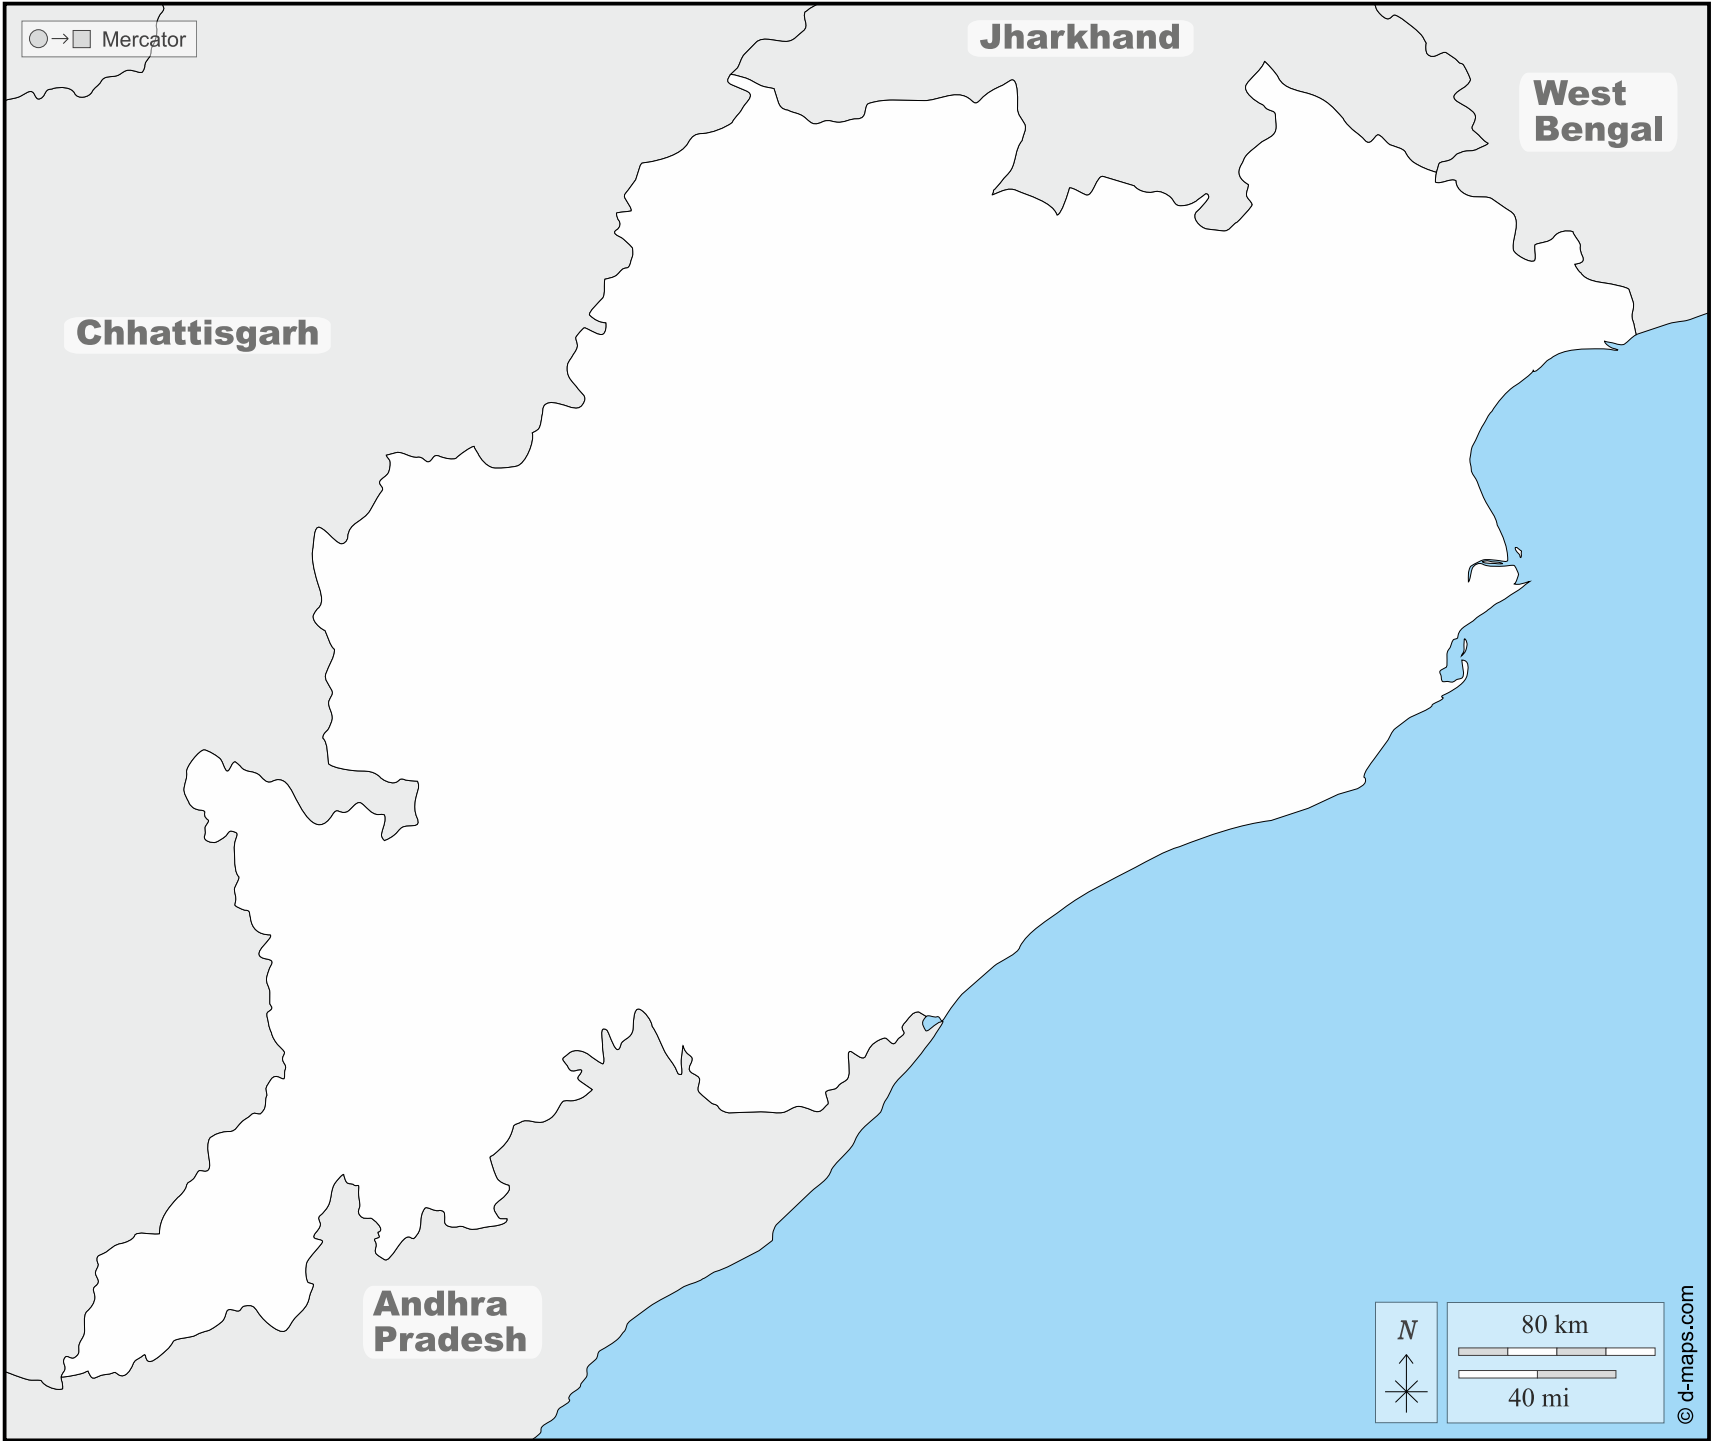 Mercator
Jharkhand
West
Bengal
Chhattisgarh
Andhra
Pradesh
N
80 km
40 mi
© d-maps.com